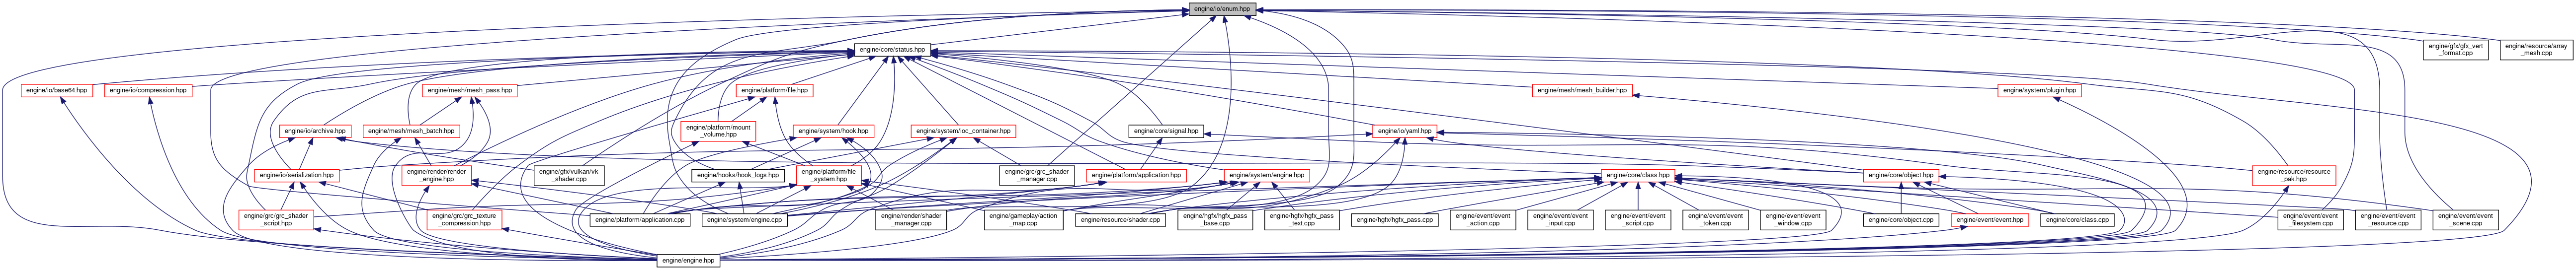 engine/io/enum.hpp
engine/core/status.hpp
engine/gfx/gfx_vert
_format.cpp
engine/resource/array
_mesh.cpp
engine/io/base64.hpp
engine/io/compression.hpp
engine/mesh/mesh_pass.hpp
engine/platform/file.hpp
engine/mesh/mesh_builder.hpp
engine/system/plugin.hpp
engine/io/archive.hpp
engine/mesh/mesh_batch.hpp
engine/platform/mount
_volume.hpp
engine/system/hook.hpp
engine/system/ioc_container.hpp
engine/core/signal.hpp
engine/io/yaml.hpp
engine/io/serialization.hpp
engine/render/render
_engine.hpp
engine/gfx/vulkan/vk
_shader.cpp
engine/hooks/hook_logs.hpp
engine/platform/file
_system.hpp
engine/grc/grc_shader
_manager.cpp
engine/platform/application.hpp
engine/system/engine.hpp
engine/core/class.hpp
engine/core/object.hpp
engine/resource/resource
_pak.hpp
engine/grc/grc_shader
_script.hpp
engine/grc/grc_texture
_compression.hpp
engine/platform/application.cpp
engine/system/engine.cpp
engine/render/shader
_manager.cpp
engine/gameplay/action
_map.cpp
engine/resource/shader.cpp
engine/hgfx/hgfx_pass
_base.cpp
engine/hgfx/hgfx_pass
_text.cpp
engine/hgfx/hgfx_pass.cpp
engine/event/event
_action.cpp
engine/event/event
_input.cpp
engine/event/event
_script.cpp
engine/event/event
_token.cpp
engine/event/event
_window.cpp
engine/core/object.cpp
engine/event/event.hpp
engine/core/class.cpp
engine/event/event
_filesystem.cpp
engine/event/event
_resource.cpp
engine/event/event
_scene.cpp
engine/engine.hpp